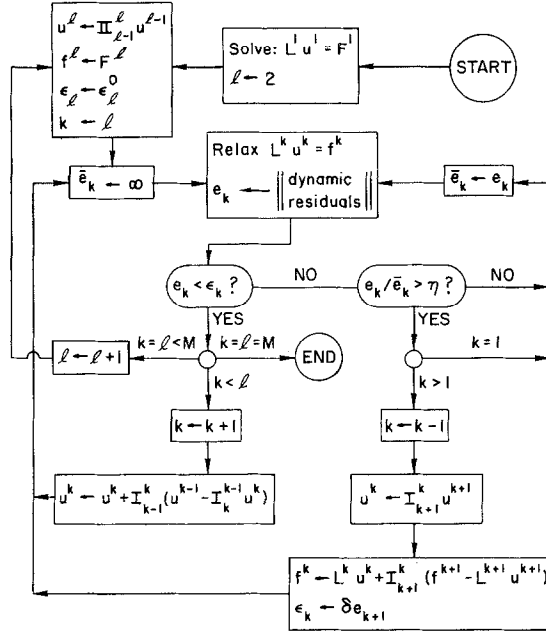 u^ℓ ← Π^ℓ_{ℓ-1} u^{ℓ-1}
f^ℓ ← F^ℓ
ϵ_ℓ ← ϵ^0_ℓ
k ← ℓ
Solve: L^1 u^1 = F^1
ℓ ← 2
START
ē_k ← ∞
Relax L^k u^k = f^k
e_k ← ‖ dynamic residuals ‖
ē_k ← e_k
e_k < ϵ_k ?
NO
e_k / ē_k > η ?
NO
YES
YES
ℓ ← ℓ+1
k=ℓ<M
k=ℓ=M
END
k=1
k<ℓ
k>1
k ← k+1
k ← k-1
u^k ← u^k + I^k_{k-1} (u^{k-1} - I^{k-1}_k u^k)
u^k ← I^k_{k+1} u^{k+1}
f^k ← L^k u^k + I^k_{k+1} (f^{k+1} - L^{k+1} u^{k+1})
ϵ_k ← δe_{k+1}